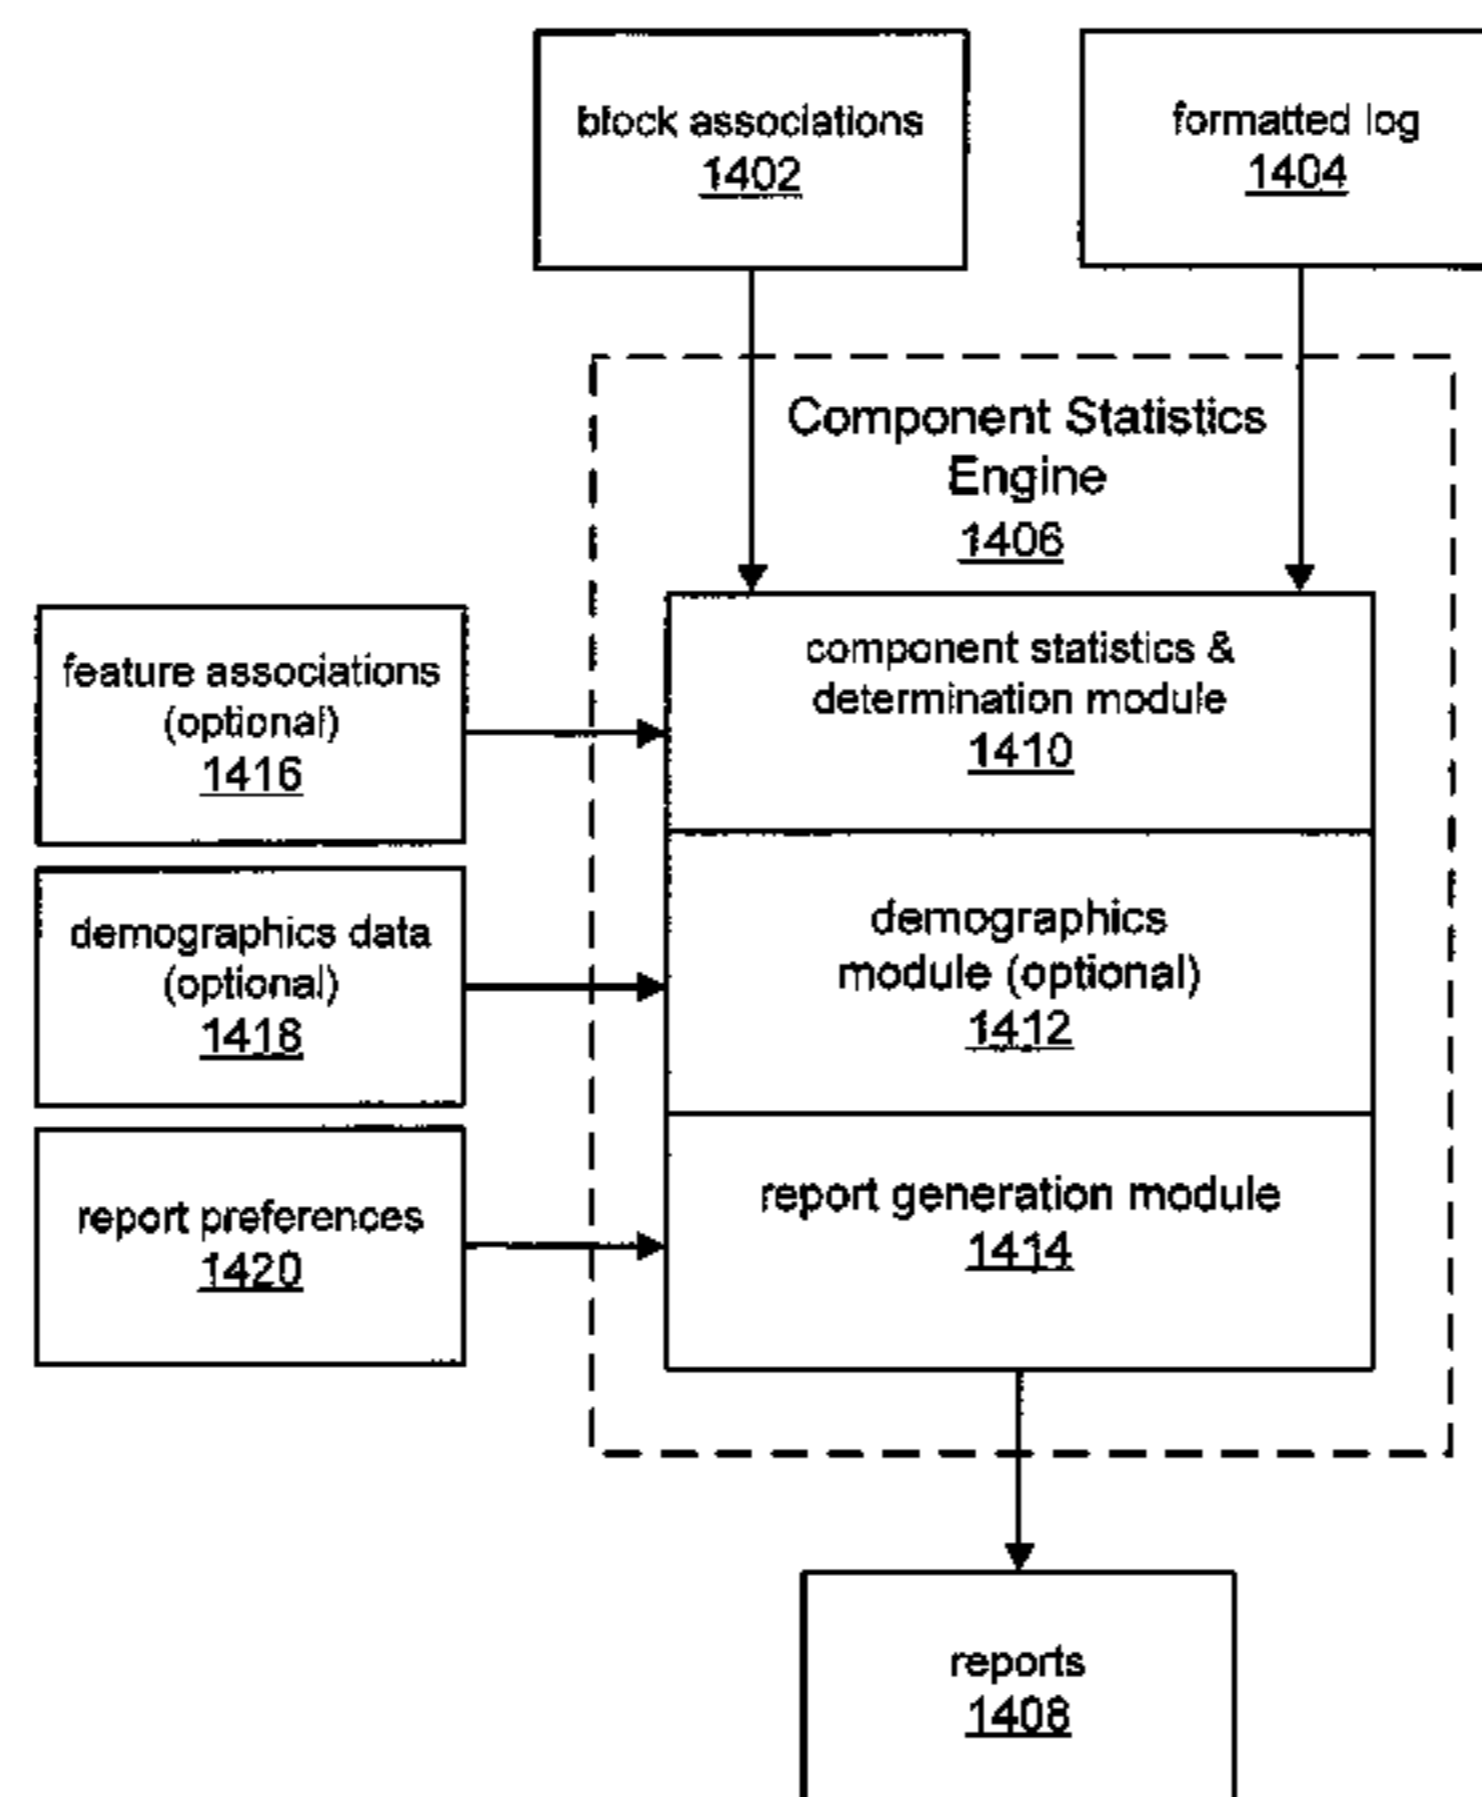 block associations
1402
formatted log
1404
Component Statistics
Engine
1406
feature associations
(optional)
1416
component statistics &
determination module
1410
demographics data
(optional)
1418
demographics
module (optional)
1412
report preferences
1420
report generation module
1414
reports
1408